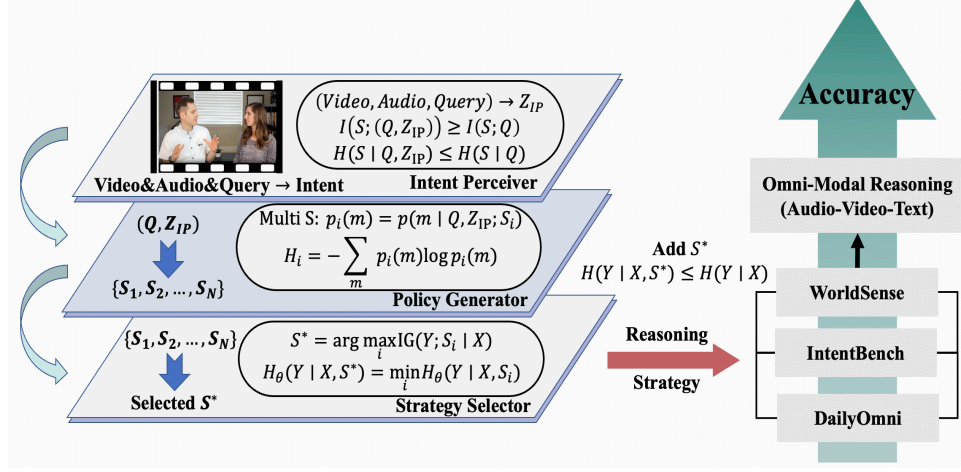 (Video, Audio, Query) → Z_IP
I(S; (Q, Z_IP)) ≥ I(S; Q)
H(S ∣ Q, Z_IP) ≤ H(S ∣ Q)
Video&Audio&Query → Intent
Intent Perceiver
(Q, Z_IP)
{S_1, S_2, …, S_N}
Multi S: p_i(m) = p(m ∣ Q, Z_IP; S_i)
H_i = − ∑_m p_i(m) log p_i(m)
Policy Generator
{S_1, S_2, …, S_N}
Selected S*
S* = arg max_i IG(Y; S_i ∣ X)
H_θ(Y ∣ X, S*) = min_i H_θ(Y ∣ X, S_i)
Strategy Selector
Add S*
H(Y ∣ X, S*) ≤ H(Y ∣ X)
Reasoning
Strategy
Accuracy
Omni-Modal Reasoning
(Audio-Video-Text)
WorldSense
IntentBench
DailyOmni